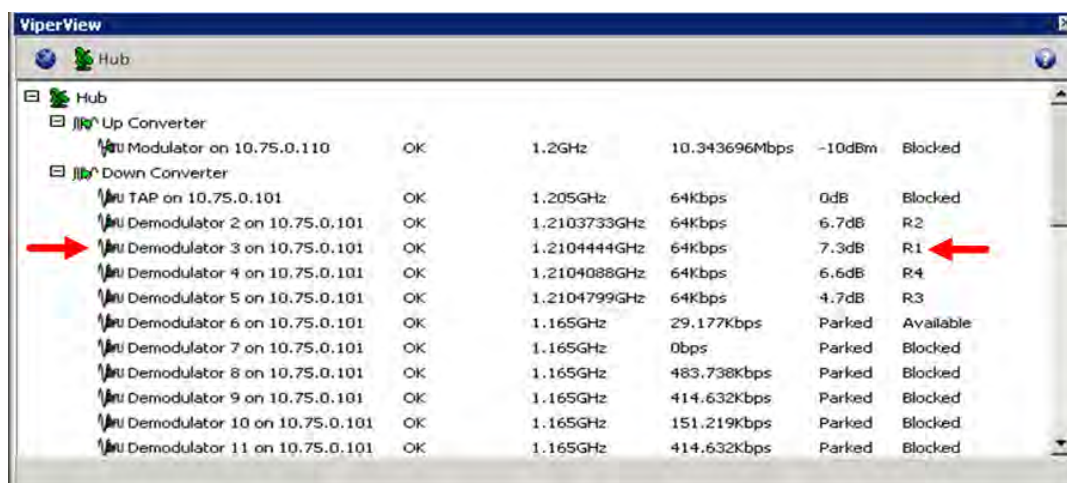 ViperView
Hub
Hub
Up Converter
Modulator on 10.75.0.110 OK 1.2GHz 10.343696Mbps -10dBm Blocked
Down Converter
TAP on 10.75.0.101 OK 1.205GHz 64Kbps 0dB Blocked
Demodulator 2 on 10.75.0.101 OK 1.2103733GHz 64Kbps 6.7dB R2
Demodulator 3 on 10.75.0.101 OK 1.2104444GHz 64Kbps 7.3dB R1
Demodulator 4 on 10.75.0.101 OK 1.2104088GHz 64Kbps 6.6dB R4
Demodulator 5 on 10.75.0.101 OK 1.2104799GHz 64Kbps 4.7dB R3
Demodulator 6 on 10.75.0.101 OK 1.165GHz 29.177Kbps Parked Available
Demodulator 7 on 10.75.0.101 OK 1.165GHz 0bps Parked Blocked
Demodulator 8 on 10.75.0.101 OK 1.165GHz 483.738Kbps Parked Blocked
Demodulator 9 on 10.75.0.101 OK 1.165GHz 414.632Kbps Parked Blocked
Demodulator 10 on 10.75.0.101 OK 1.165GHz 151.219Kbps Parked Blocked
Demodulator 11 on 10.75.0.101 OK 1.165GHz 414.632Kbps Parked Blocked